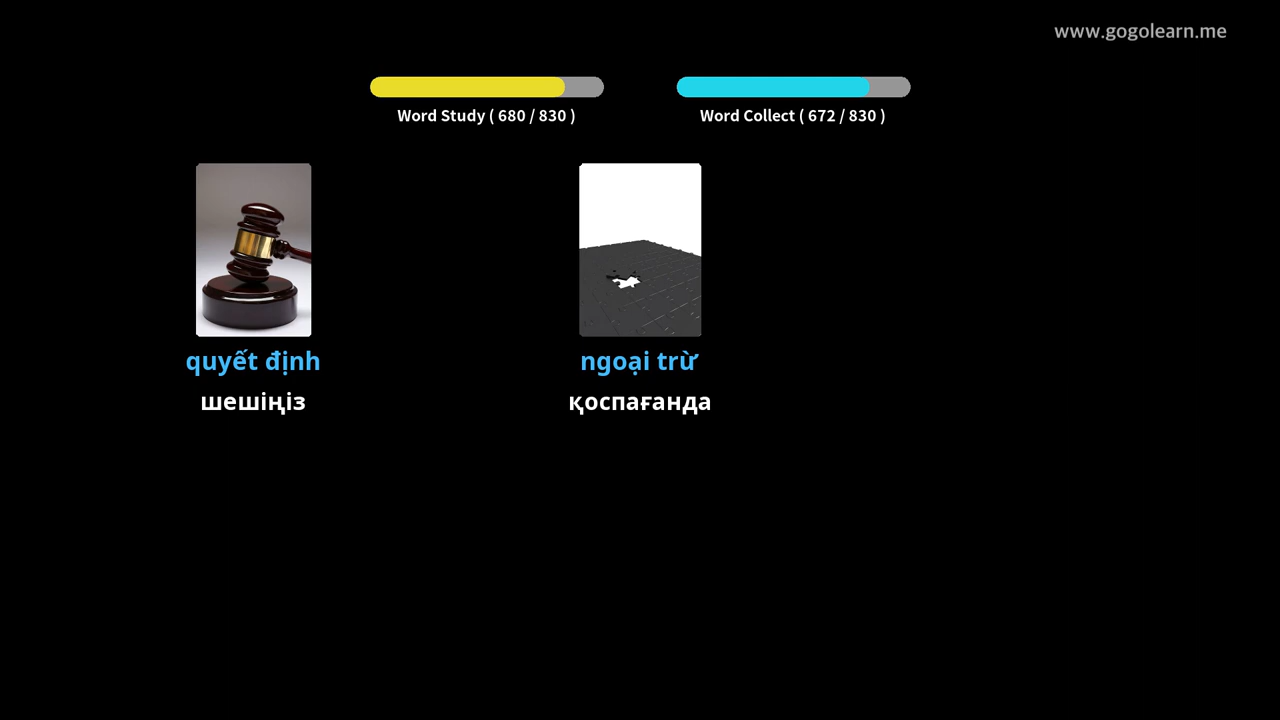 www.gogolearn.me
Word Study ( 680 / 830 )
Word Collect ( 672 / 830 )
quyết định
шешіңіз
ngoại trừ
қоспағанда